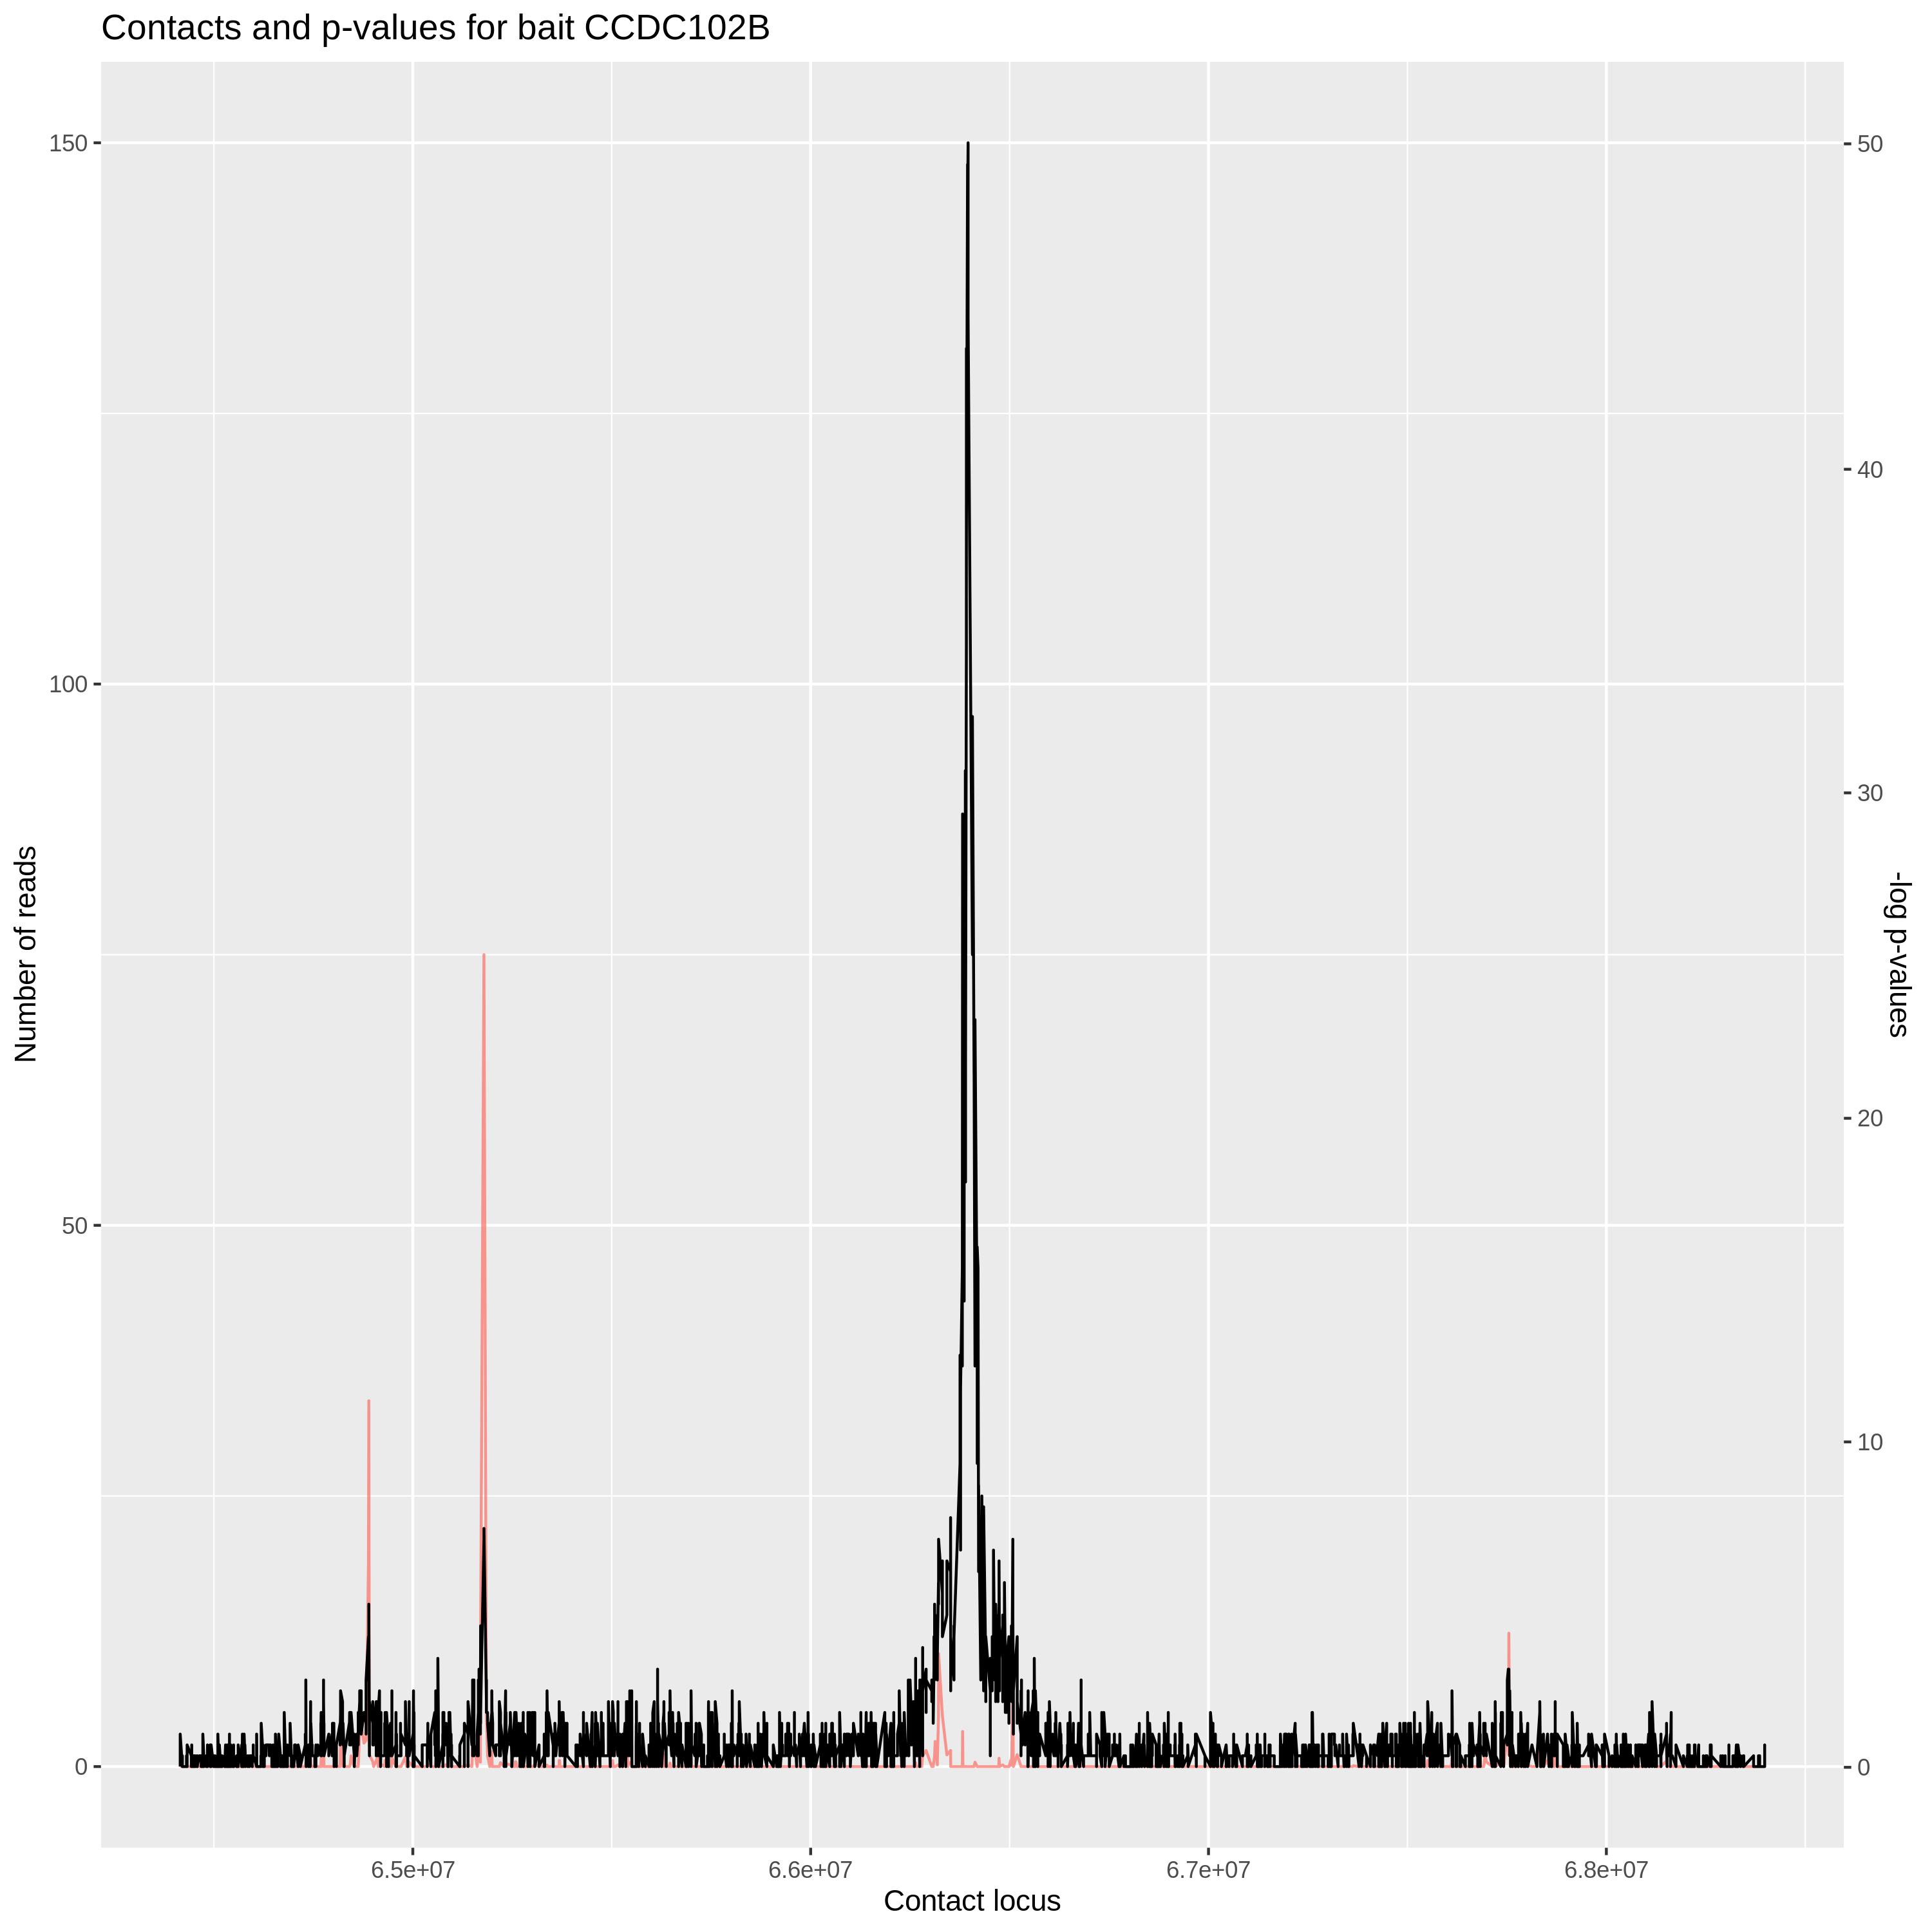 Contacts and p-values for bait CCDC102B
150
100
50
0
Number of reads
50
40
30
20
10
0
-log p-values
6.5e+07
6.6e+07
6.7e+07
6.8e+07
Contact locus